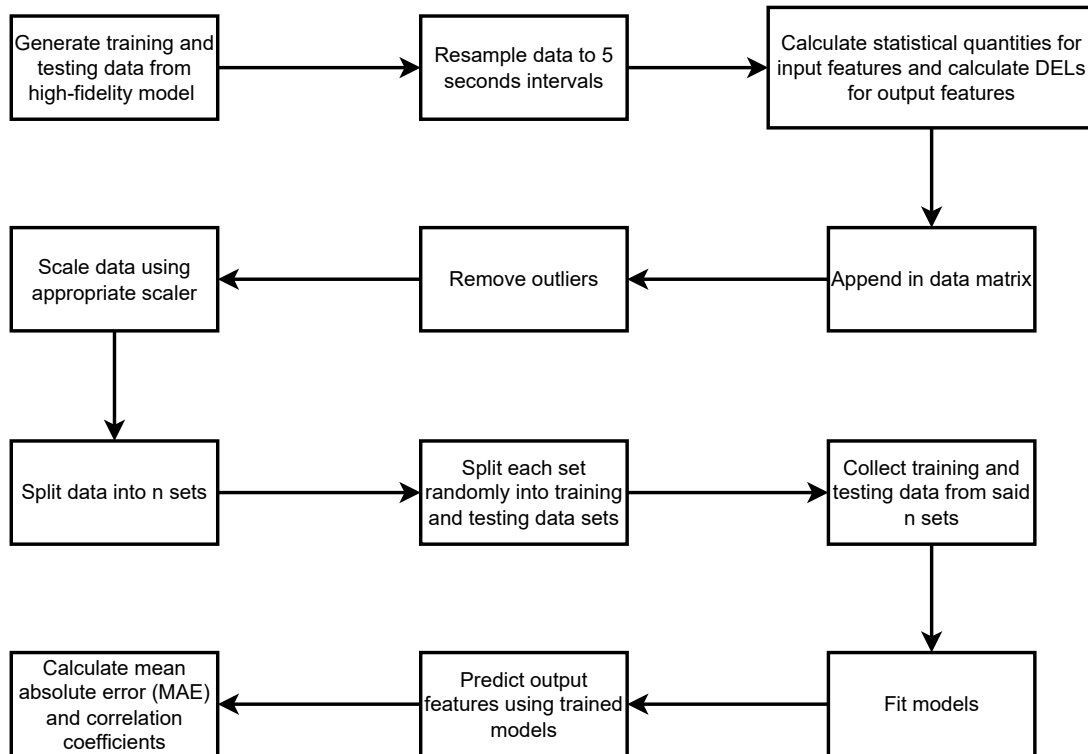 Generate training and
testing data from
high-fidelity model
Resample data to 5
seconds intervals
Calculate statistical quantities for
input features and calculate DELs
for output features
Append in data matrix
Remove outliers
Scale data using
appropriate scaler
Split data into n sets
Split each set
randomly into training
and testing data sets
Collect training and
testing data from said
n sets
Fit models
Predict output
features using trained
models
Calculate mean
absolute error (MAE)
and correlation
coefficients